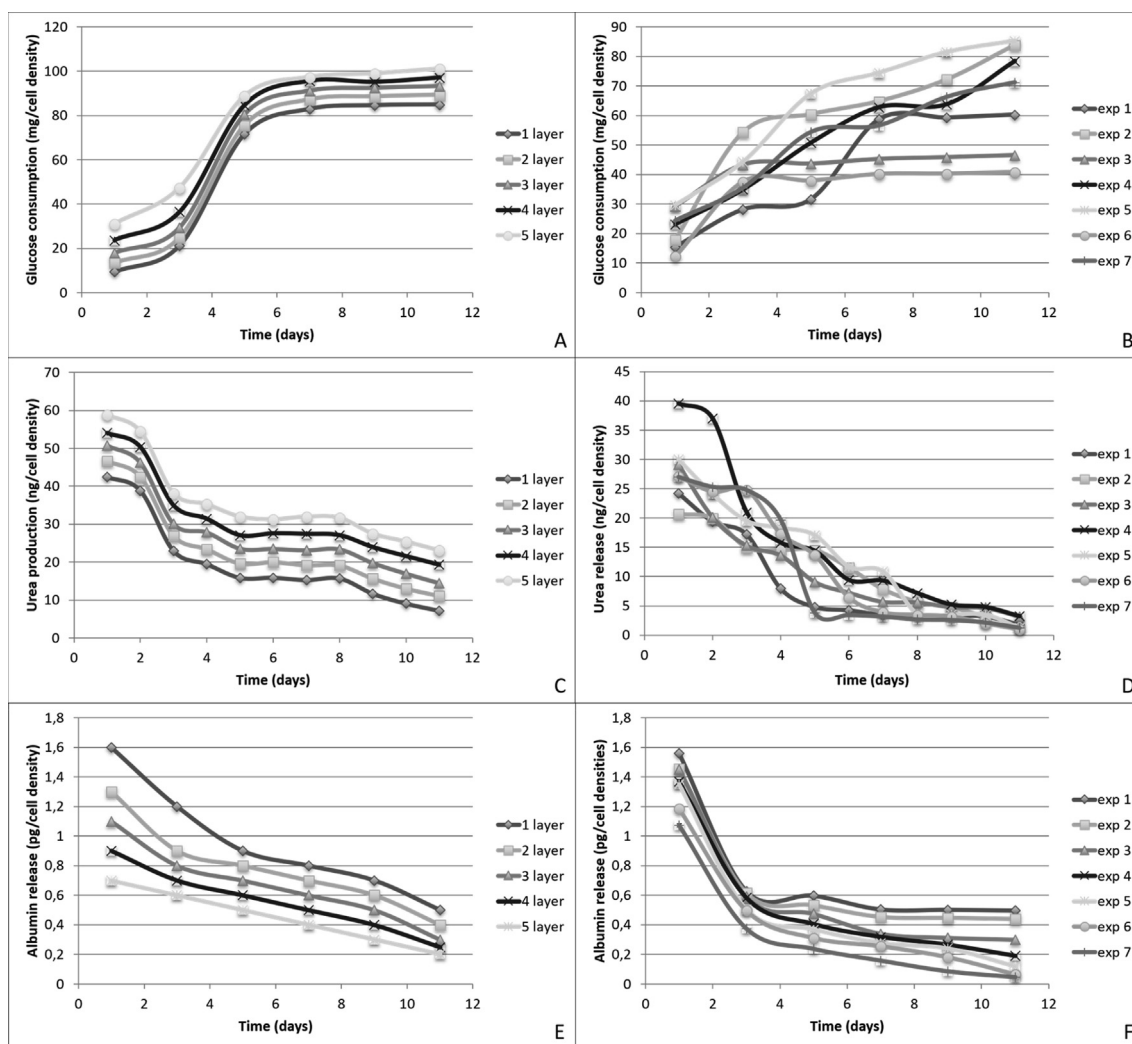 Glucose consumption (mg/cell density)
120
100
80
60
40
20
0
0 2 4 6 8 10 12
Time (days)
1 layer
2 layer
3 layer
4 layer
5 layer
A
Glucose consumption (mg/cell density)
90
80
70
60
50
40
30
20
10
0
0 2 4 6 8 10 12
Time (days)
exp 1
exp 2
exp 3
exp 4
exp 5
exp 6
exp 7
B
Urea production (ng/cell density)
70
60
50
40
30
20
10
0
0 2 4 6 8 10 12
Time (days)
1 layer
2 layer
3 layer
4 layer
5 layer
C
Urea release (ng/cell density)
45
40
35
30
25
20
15
10
5
0
0 2 4 6 8 10 12
Time (days)
exp 1
exp 2
exp 3
exp 4
exp 5
exp 6
exp 7
D
Albumin release (pg/cell density)
1,8
1,6
1,4
1,2
1
0,8
0,6
0,4
0,2
0
0 2 4 6 8 10 12
Time (days)
1 layer
2 layer
3 layer
4 layer
5 layer
E
Albumin release (pg/cell densities)
1,8
1,6
1,4
1,2
1
0,8
0,6
0,4
0,2
0
0 2 4 6 8 10 12
Time (days)
exp 1
exp 2
exp 3
exp 4
exp 5
exp 6
exp 7
F